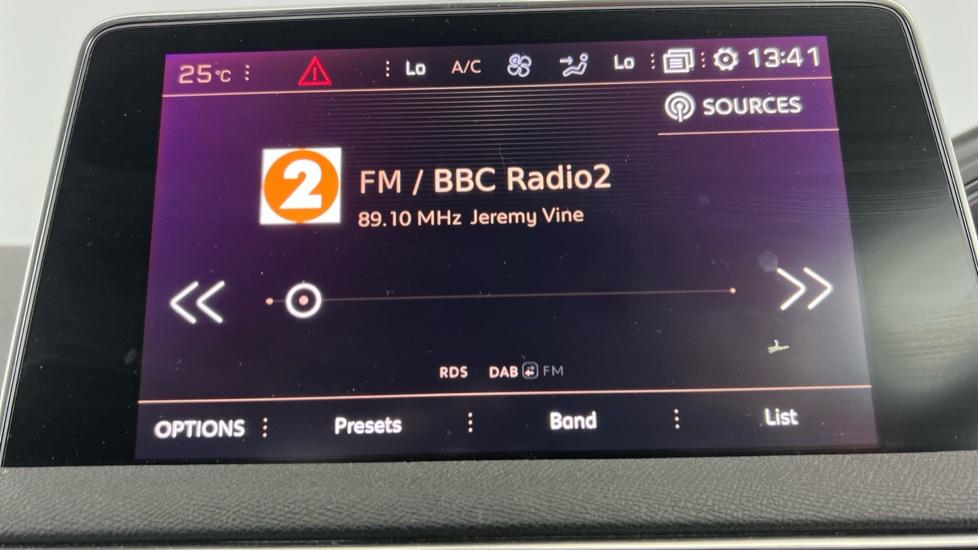 25°C Lo A/C Lo 13:41
SOURCES
2
FM / BBC Radio2
89.10 MHz Jeremy Vine
RDS DAB FM
OPTIONS Presets Band List